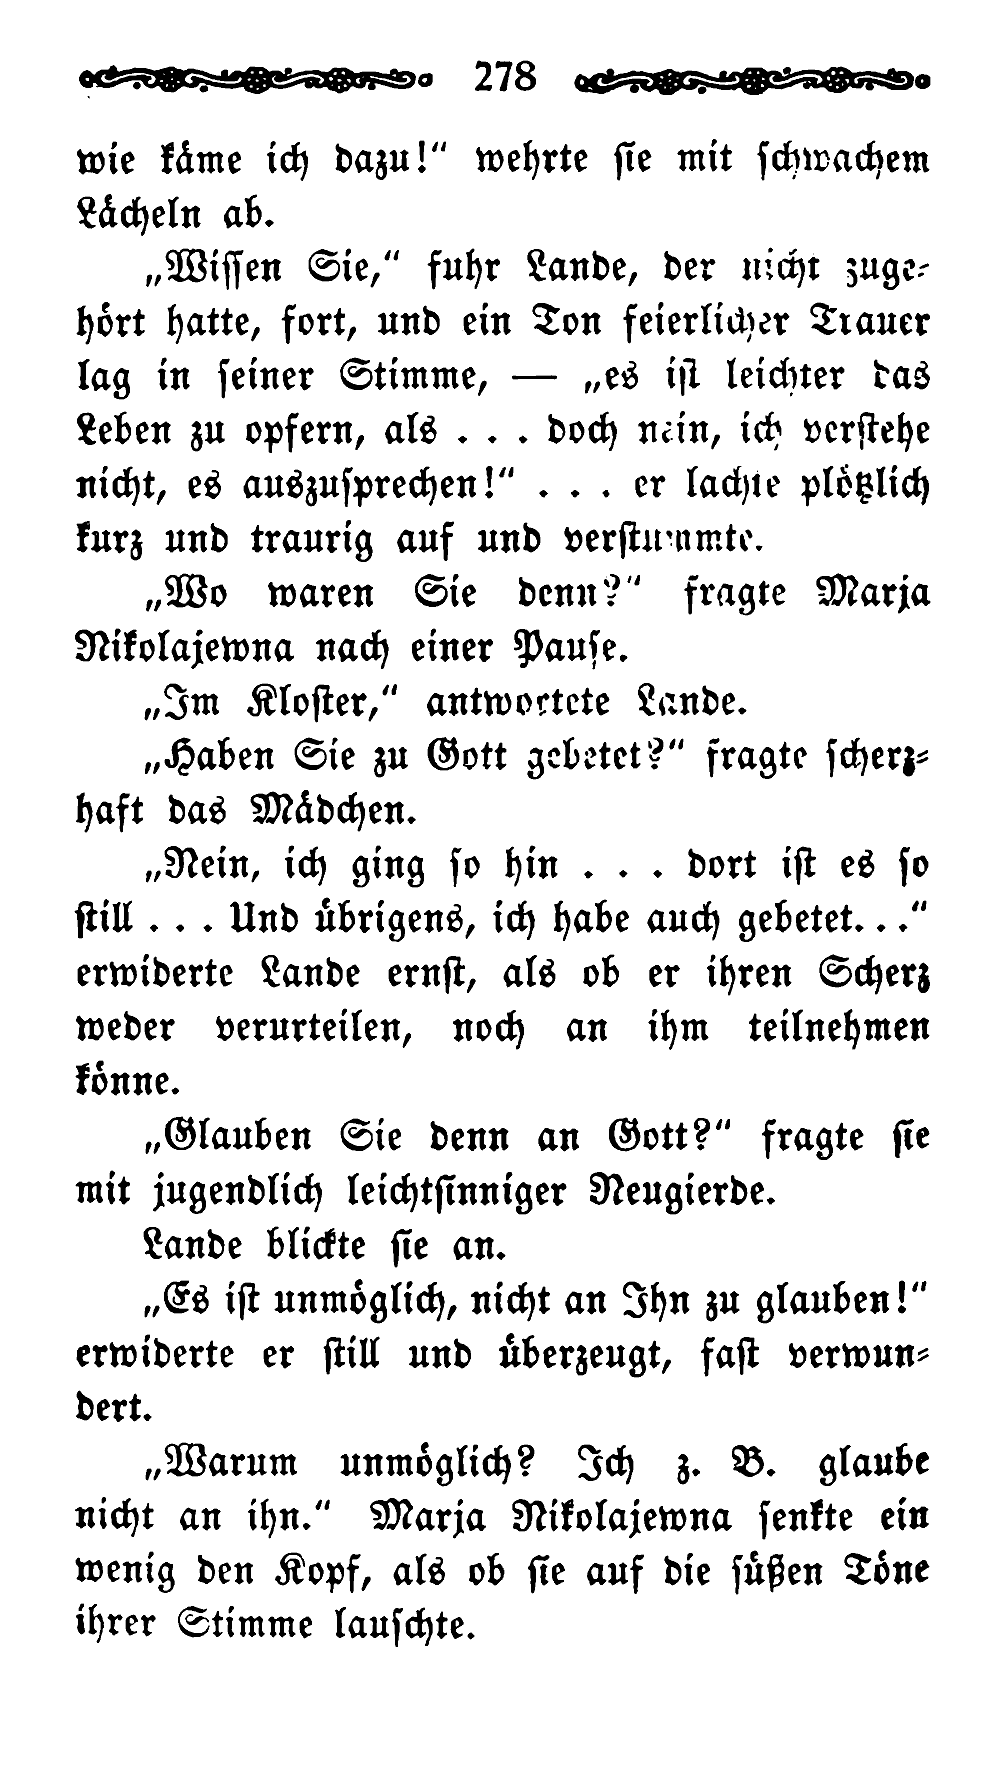 278
wie käme ich dazu!“ wehrte sie mit schwachem
Lächeln ab.
„Wissen Sie,“ fuhr Lande, der nicht zuge-
hört hatte, fort, und ein Ton feierlicher Trauer
lag in seiner Stimme, — „es ist leichter das
Leben zu opfern, als . . . doch nein, ich verstehe
nicht, es auszusprechen!“ . . . er lachte plötzlich
kurz und traurig auf und verstummte.
„Wo waren Sie denn?“ fragte Marja
Nikolajewna nach einer Pause.
„Im Kloster,“ antwortete Lande.
„Haben Sie zu Gott gebetet?“ fragte scherz-
haft das Mädchen.
„Nein, ich ging so hin . . . dort ist es so
still . . . Und übrigens, ich habe auch gebetet. . .“
erwiderte Lande ernst, als ob er ihren Scherz
weder verurteilen, noch an ihm teilnehmen
könne.
„Glauben Sie denn an Gott?“ fragte sie
mit jugendlich leichtsinniger Neugierde.
Lande blickte sie an.
„Es ist unmöglich, nicht an Ihn zu glauben!“
erwiderte er still und überzeugt, fast verwun-
dert.
„Warum unmöglich? Ich z. B. glaube
nicht an ihn.“ Marja Nikolajewna senkte ein
wenig den Kopf, als ob sie auf die süßen Töne
ihrer Stimme lauschte.